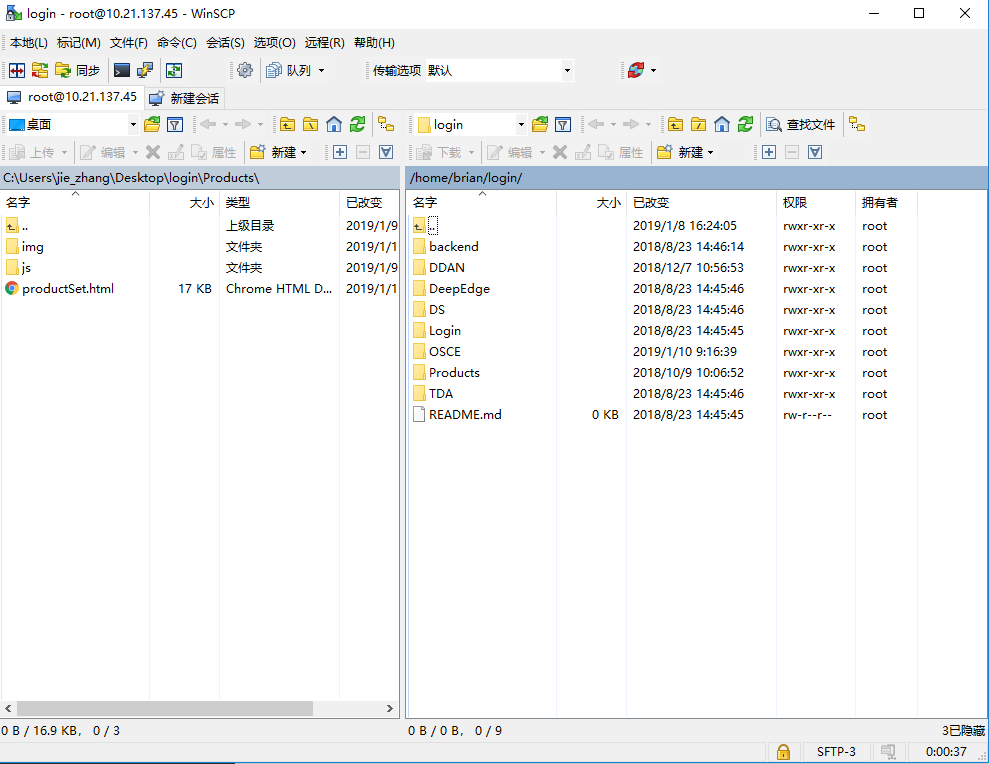 login - root@10.21.137.45 - WinSCP
本地(L) 标记(M) 文件(F) 命令(C) 会话(S) 选项(O) 远程(R) 帮助(H)
同步 队列 传输选项 默认
root@10.21.137.45 新建会话
桌面 login 查找文件
上传 编辑 属性 新建 下载 编辑 属性 新建
C:\Users\jie_zhang\Desktop\login\Products\ /home/brian/login/
名字 大小 类型 已改变 名字 大小 已改变 权限 拥有者
.. 上级目录 2019/1/9 .. 2019/1/8 16:24:05 rwxr-xr-x root
img 文件夹 2019/1/1 backend 2018/8/23 14:46:14 rwxr-xr-x root
js 文件夹 2019/1/9 DDAN 2018/12/7 10:56:53 rwxr-xr-x root
productSet.html 17 KB Chrome HTML D... 2019/1/1 DeepEdge 2018/8/23 14:45:46 rwxr-xr-x root
DS 2018/8/23 14:45:46 rwxr-xr-x root
Login 2018/8/23 14:45:45 rwxr-xr-x root
OSCE 2019/1/10 9:16:39 rwxr-xr-x root
Products 2018/10/9 10:06:52 rwxr-xr-x root
TDA 2018/8/23 14:45:46 rwxr-xr-x root
README.md 0 KB 2018/8/23 14:45:45 rw-r--r-- root
0 B / 16.9 KB, 0 / 3 0 B / 0 B, 0 / 9 3已隐藏
SFTP-3 0:00:37